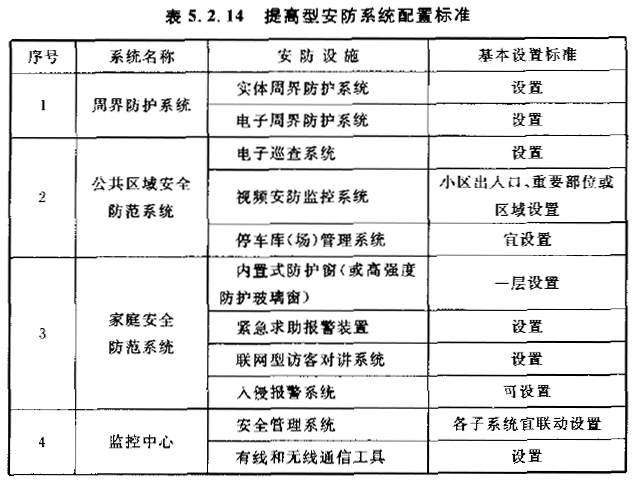 表 5.2.14 提高型安防系统配置标准
序号 系统名称 安防设施 基本设置标准
1 周界防护系统 实体周界防护系统 设置
电子周界防护系统 设置
2 公共区域安全
防范系统 电子巡查系统 设置
视频安防监控系统 小区出入口、重要部位或
区域设置
停车库(场)管理系统 宜设置
3 家庭安全
防范系统 内置式防护窗(或高强度
防护玻璃窗) 一层设置
紧急求助报警装置 设置
联网型访客对讲系统 设置
入侵报警系统 可设置
4 监控中心 安全管理系统 各子系统宜联动设置
有线和无线通信工具 设置